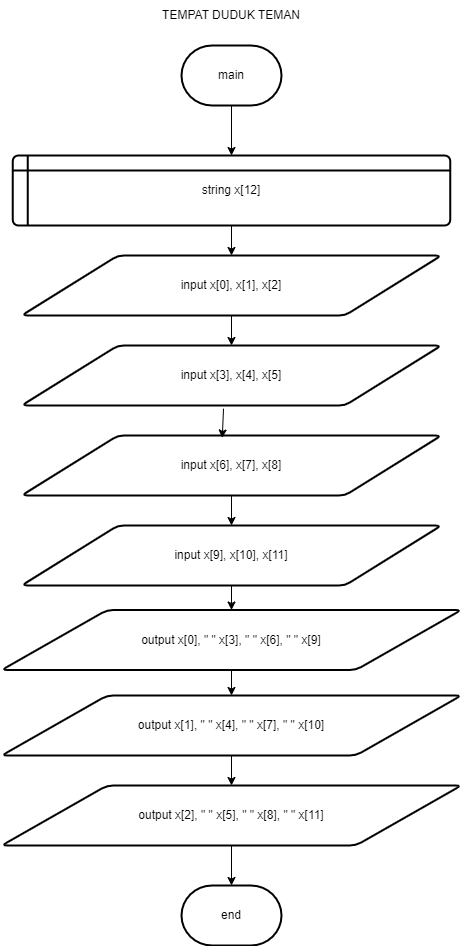 TEMPAT DUDUK TEMAN
main
string x[12]
input x[0], x[1], x[2]
input x[3], x[4], x[5]
input x[6], x[7], x[8]
input x[9], x[10], x[11]
output x[0], " " x[3], " " x[6], " " x[9]
output x[1], " " x[4], " " x[7], " " x[10]
output x[2], " " x[5], " " x[8], " " x[11]
end